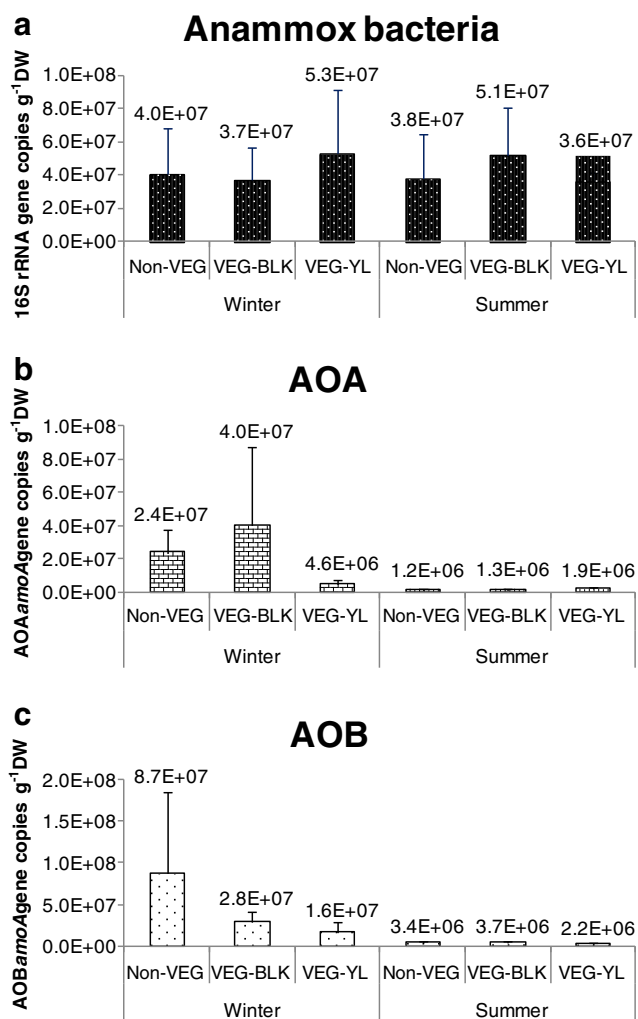 a
Anammox bacteria
16S rRNA gene copies g-1DW
1.0E+08
8.0E+07
6.0E+07
4.0E+07
2.0E+07
0.0E+00
4.0E+07
3.7E+07
5.3E+07
3.8E+07
5.1E+07
3.6E+07
Non-VEG VEG-BLK VEG-YL Non-VEG VEG-BLK VEG-YL
Winter Summer
b
AOA
AOAamoAgene copies g-1DW
1.0E+08
8.0E+07
6.0E+07
4.0E+07
2.0E+07
0.0E+00
2.4E+07
4.0E+07
4.6E+06
1.2E+06
1.3E+06
1.9E+06
Non-VEG VEG-BLK VEG-YL Non-VEG VEG-BLK VEG-YL
Winter Summer
c
AOB
AOBamoAgene copies g-1DW
2.0E+08
1.5E+08
1.0E+08
5.0E+07
0.0E+00
8.7E+07
2.8E+07
1.6E+07
3.4E+06
3.7E+06
2.2E+06
Non-VEG VEG-BLK VEG-YL Non-VEG VEG-BLK VEG-YL
Winter Summer